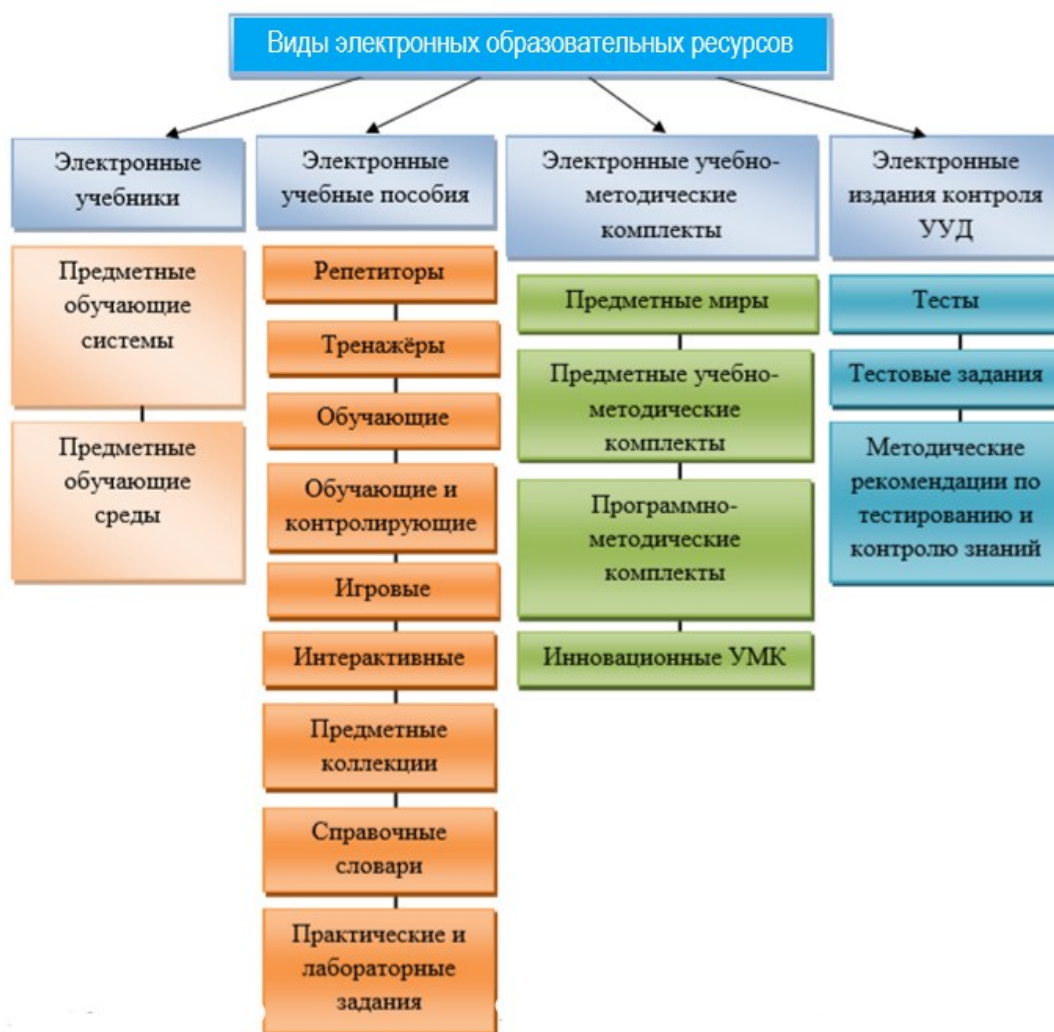 Виды электронных образовательных ресурсов
Электронные
учебники
Предметные
обучающие
системы
Предметные
обучающие
среды
Электронные
учебные пособия
Репетиторы
Тренажёры
Обучающие
Обучающие и
контролирующие
Игровые
Интерактивные
Предметные
коллекции
Справочные
словари
Практические и
лабораторные
задания
Электронные учебно-
методические
комплекты
Предметные миры
Предметные учебно-
методические
комплекты
Программно-
методические
комплекты
Инновационные УМК
Электронные
издания контроля
УУД
Тесты
Тестовые задания
Методические
рекомендации по
тестированию и
контролю знаний